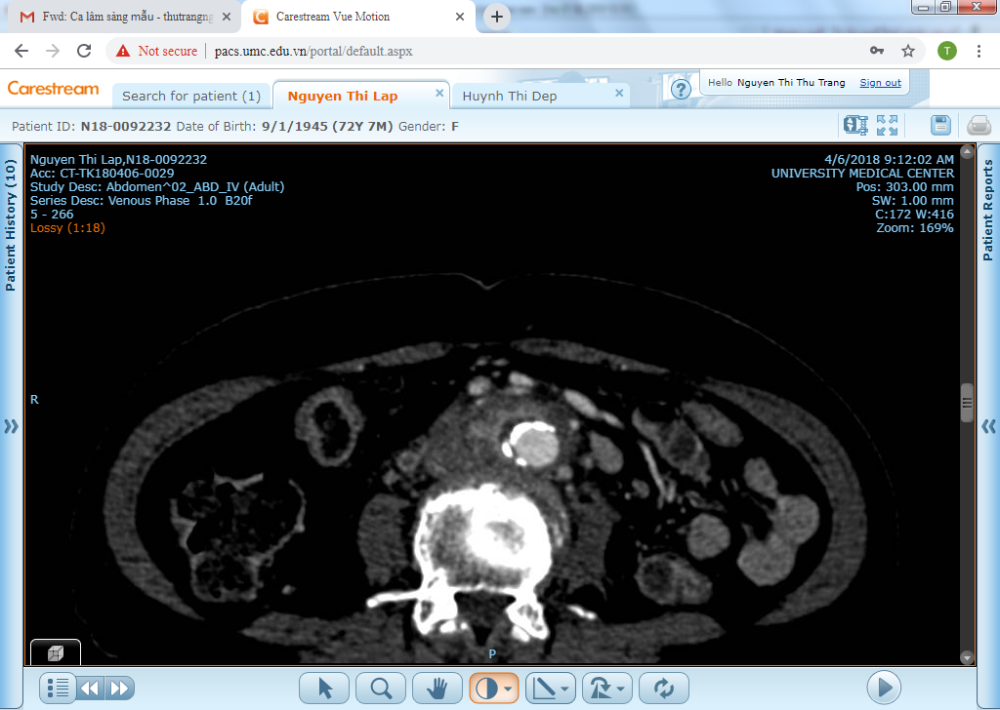 Fwd: Ca lâm sàng mẫu - thutrangng
Carestream Vue Motion
Not secure | pacs.umc.edu.vn/portal/default.aspx
T
Carestream
Search for patient (1)
Nguyen Thi Lap
Huynh Thi Dep
?
Hello Nguyen Thi Thu Trang Sign out
Patient ID: N18-0092232 Date of Birth: 9/1/1945 (72Y 7M) Gender: F
Patient History (10)
Patient Reports
Nguyen Thi Lap,N18-0092232
Acc: CT-TK180406-0029
Study Desc: Abdomen^02_ABD_IV (Adult)
Series Desc: Venous Phase 1.0 B20f
5 - 266
Lossy (1:18)
4/6/2018 9:12:02 AM
UNIVERSITY MEDICAL CENTER
Pos: 303.00 mm
SW: 1.00 mm
C:172 W:416
Zoom: 169%
R
P